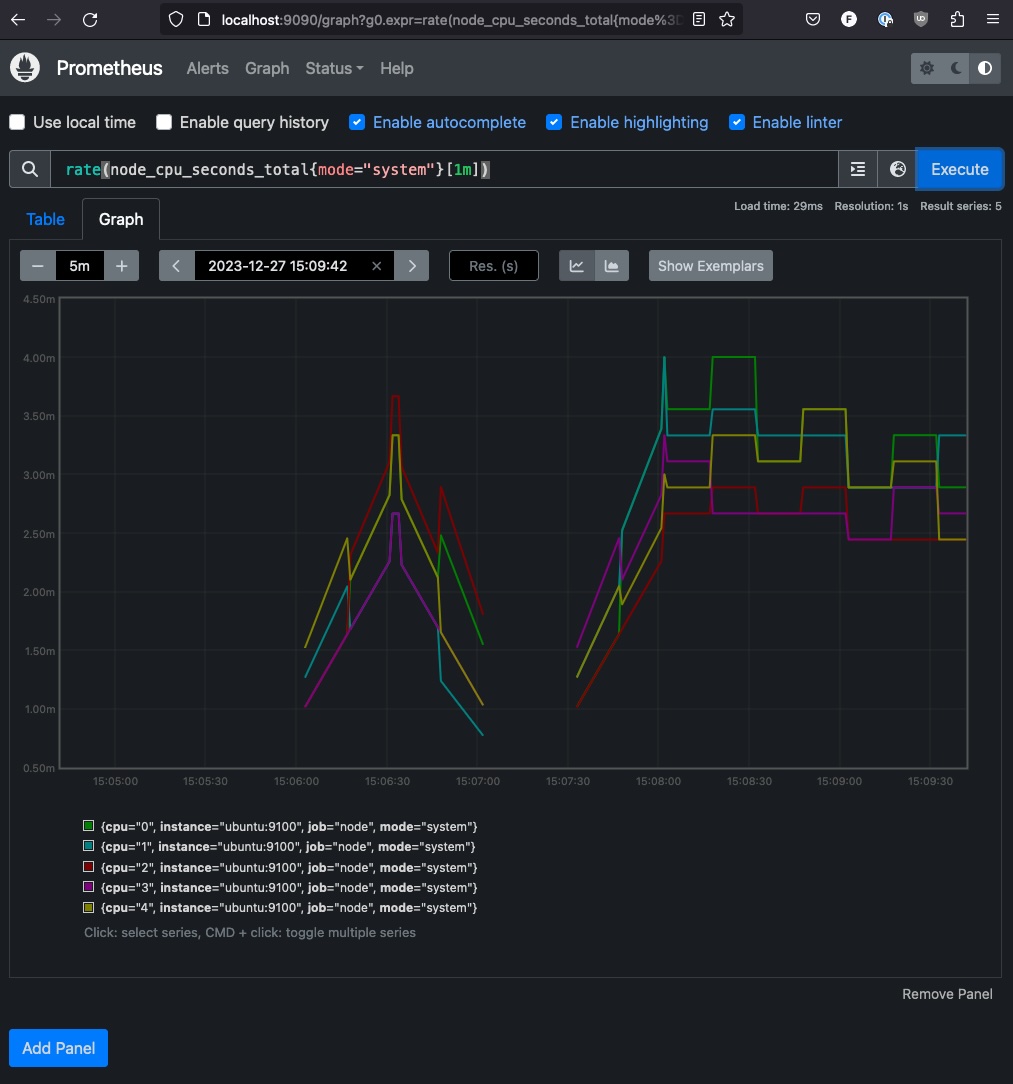 localhost:9090/graph?g0.expr=rate(node_cpu_seconds_total{mode%3D
Prometheus Alerts Graph Status Help
Use local time Enable query history Enable autocomplete Enable highlighting Enable linter
rate(node_cpu_seconds_total{mode="system"}[1m]) Execute
Load time: 29ms Resolution: 1s Result series: 5
Table Graph
− 5m + 2023-12-27 15:09:42 × Res. (s) Show Exemplars
4.50m
4.00m
3.50m
3.00m
2.50m
2.00m
1.50m
1.00m
0.50m
15:05:00 15:05:30 15:06:00 15:06:30 15:07:00 15:07:30 15:08:00 15:08:30 15:09:00 15:09:30
{cpu="0", instance="ubuntu:9100", job="node", mode="system"}
{cpu="1", instance="ubuntu:9100", job="node", mode="system"}
{cpu="2", instance="ubuntu:9100", job="node", mode="system"}
{cpu="3", instance="ubuntu:9100", job="node", mode="system"}
{cpu="4", instance="ubuntu:9100", job="node", mode="system"}
Click: select series, CMD + click: toggle multiple series
Remove Panel
Add Panel